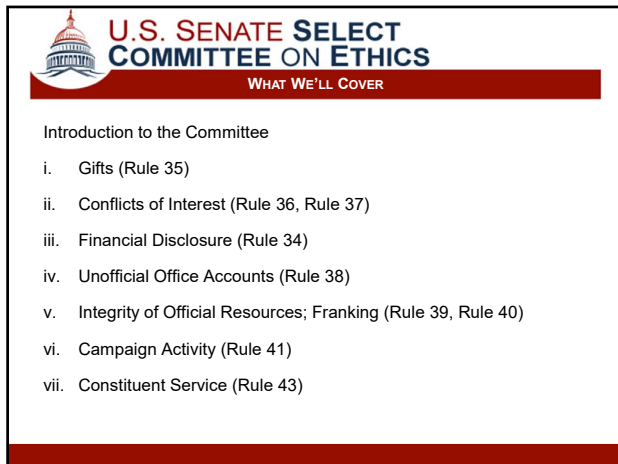 U.S. SENATE SELECT
COMMITTEE ON ETHICS
WHAT WE'LL COVER
Introduction to the Committee
i. Gifts (Rule 35)
ii. Conflicts of Interest (Rule 36, Rule 37)
iii. Financial Disclosure (Rule 34)
iv. Unofficial Office Accounts (Rule 38)
v. Integrity of Official Resources; Franking (Rule 39, Rule 40)
vi. Campaign Activity (Rule 41)
vii. Constituent Service (Rule 43)